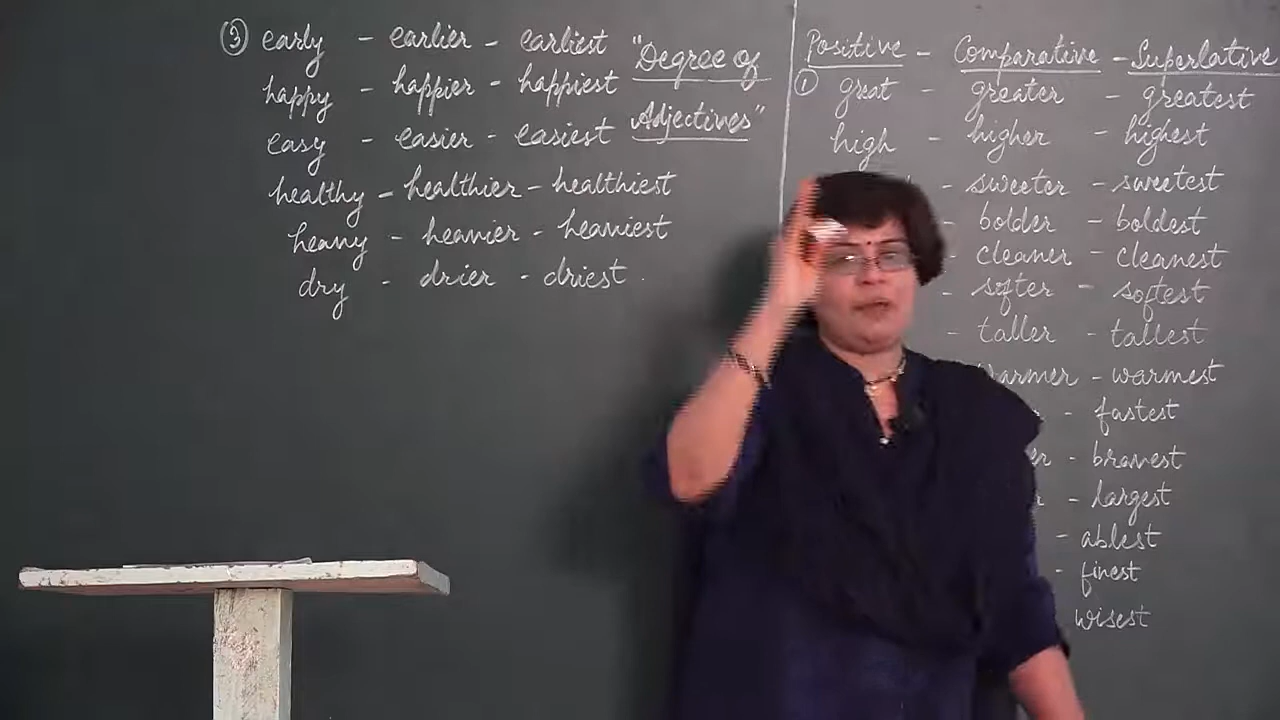 ③ early - earlier - earliest
happy - happier - happiest
easy - easier - easiest
healthy - healthier - healthiest
heavy - heavier - heaviest
dry - drier - driest
"Degree of
Adjectives"
Positive - Comparative - Superlative
① great - greater - greatest
high - higher - highest
- sweeter - sweetest
- bolder - boldest
- cleaner - cleanest
- softer - softest
- taller - tallest
warmer - warmest
- fastest
- bravest
- largest
- ablest
- finest
wisest